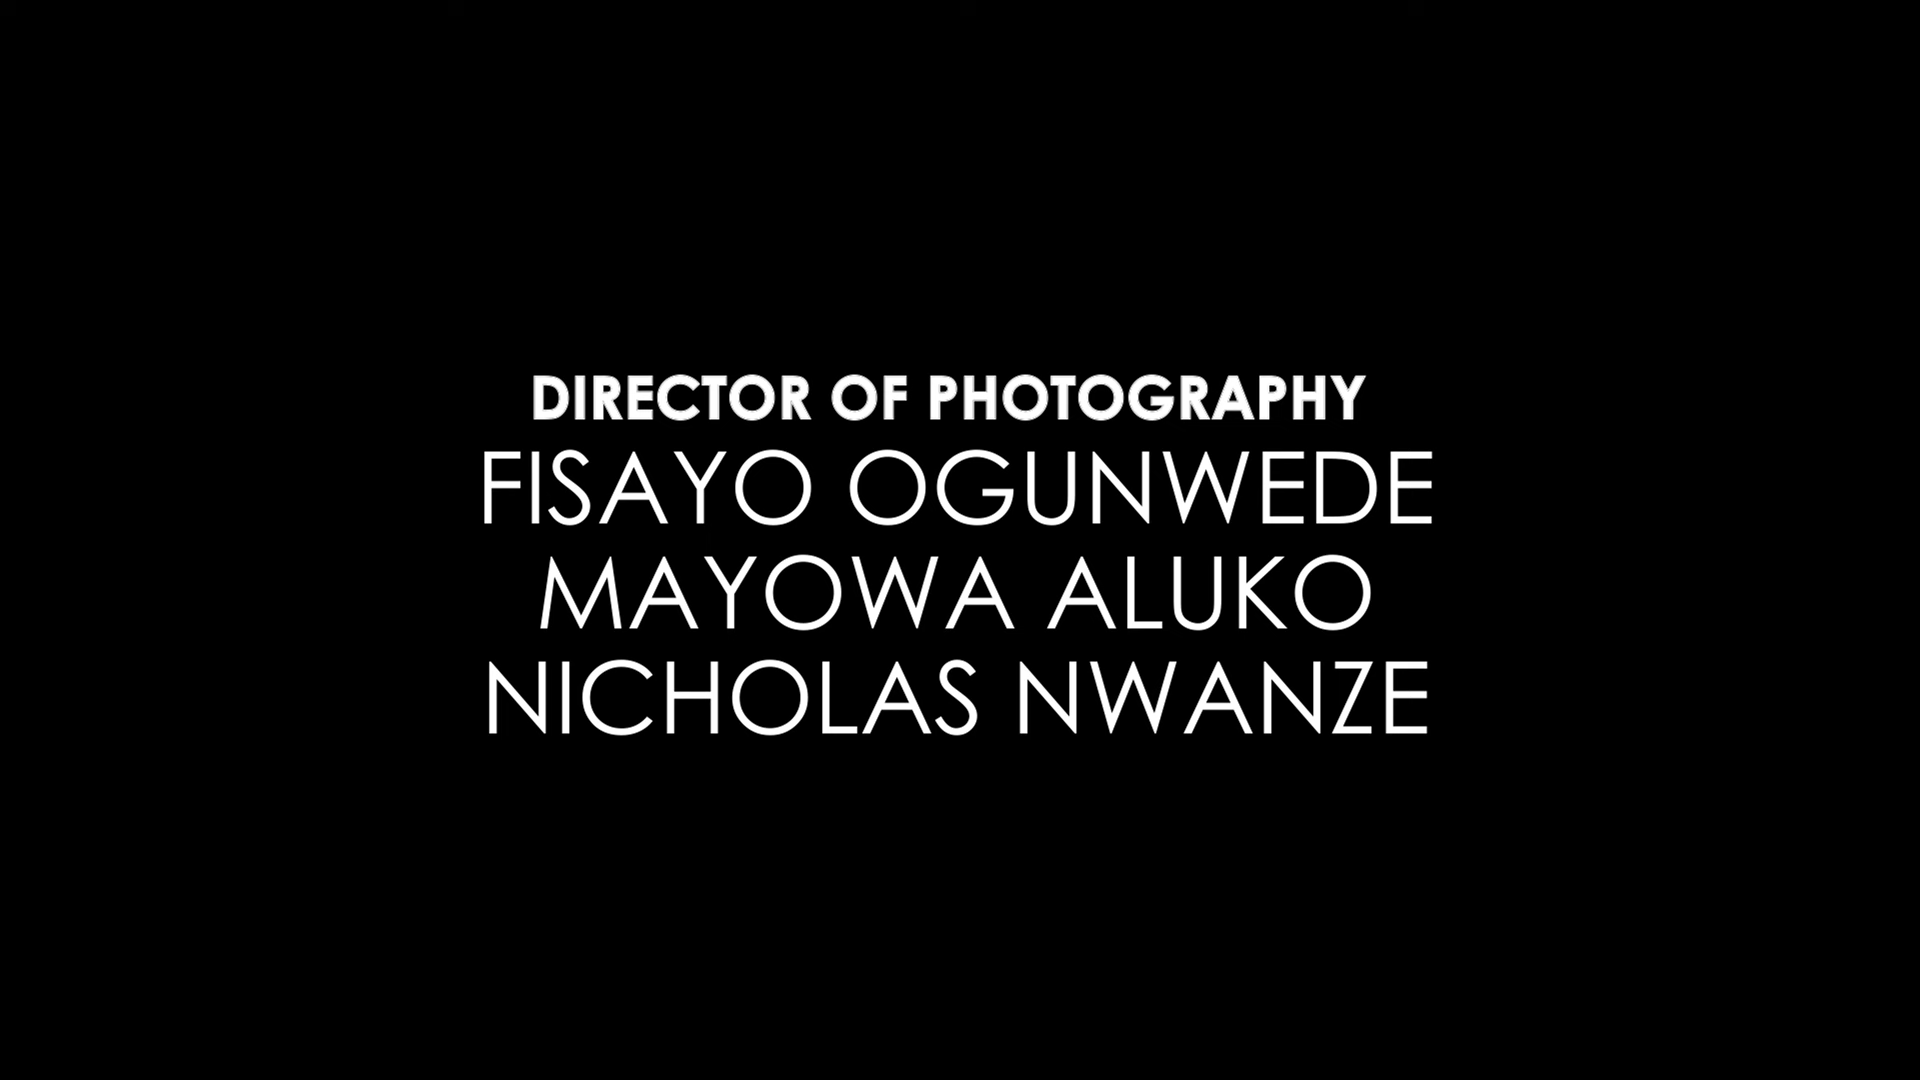 DIRECTOR OF PHOTOGRAPHY
FISAYO OGUNWEDE
MAYOWA ALUKO
NICHOLAS NWANZE